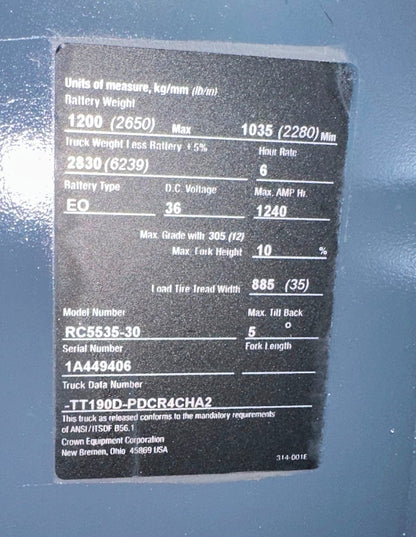 Units of measure, kg/mm (lb/in)
Battery Weight
1200 (2650) Max 1035 (2280) Min
Truck Weight Less Battery ± 5% Hour Rate
2830 (6239) 6
Battery Type D.C. Voltage Max. AMP Hr.
EO 36 1240
Max. Grade with 305 (12)
Max. Fork Height 10 %
Load Tire Tread Width 885 (35)
Model Number Max. Tilt Back
RC5535-30 5 °
Serial Number Fork Length
1A449406
Truck Data Number
-TT190D-PDCR4CHA2
This truck as released conforms to the mandatory requirements
of ANSI / ITSDF B56.1
Crown Equipment Corporation
New Bremen, Ohio 45869 USA
314-001E